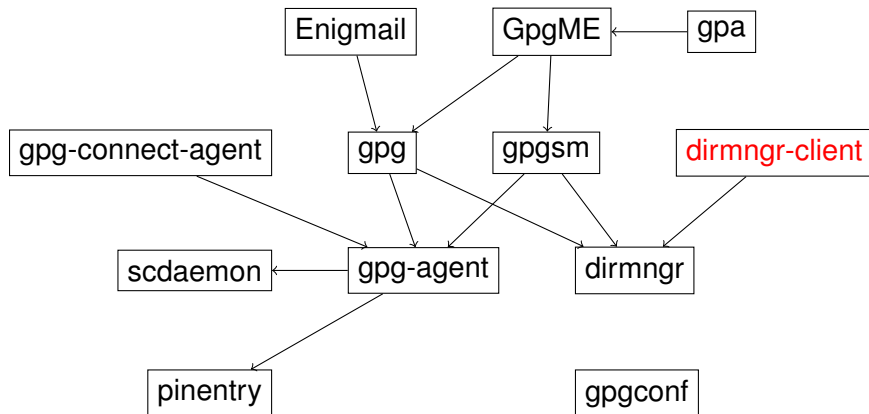 Enigmail
GpgME
gpa
gpg-connect-agent
gpg
gpgsm
dirmngr-client
scdaemon
gpg-agent
dirmngr
pinentry
gpgconf